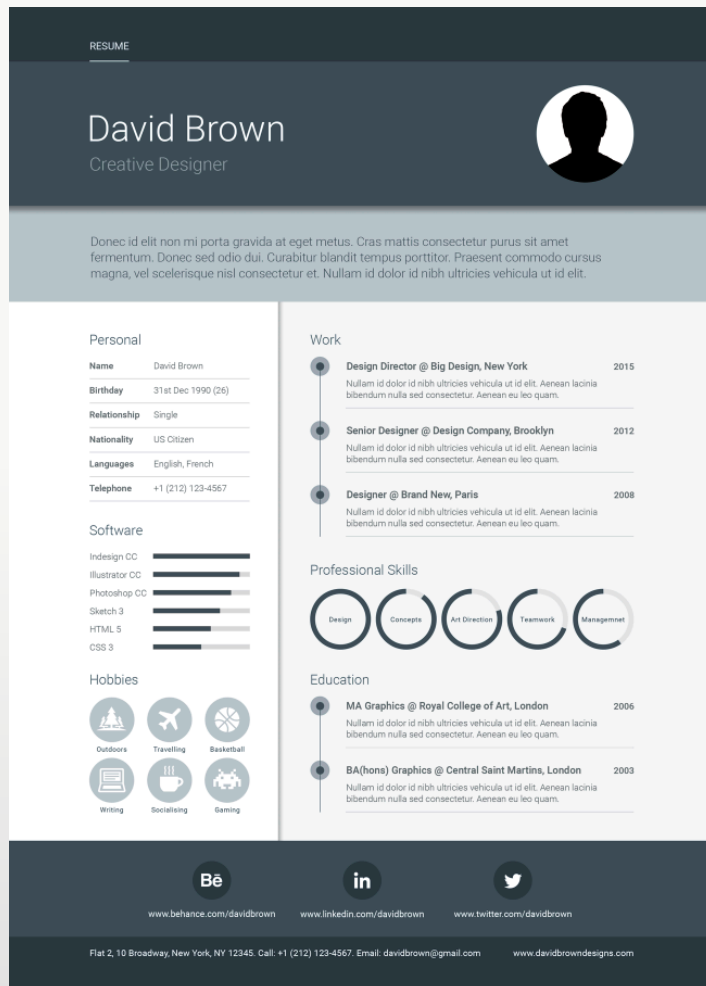 RESUME
David Brown
Creative Designer
Donec id elit non mi porta gravida at eget metus. Cras mattis consectetur purus sit amet
fermentum. Donec sed odio dui. Curabitur blandit tempus porttitor. Praesent commodo cursus
magna, vel scelerisque nisl consectetur et. Nullam id dolor id nibh ultricies vehicula ut id elit.
Personal
Name David Brown
Birthday 31st Dec 1990 (26)
Relationship Single
Nationality US Citizen
Languages English, French
Telephone +1 (212) 123-4567
Software
Indesign CC
Illustrator CC
Photoshop CC
Sketch 3
HTML 5
CSS 3
Hobbies
Outdoors Travelling Basketball
Writing Socialising Gaming
Work
Design Director @ Big Design, New York 2015
Nullam id dolor id nibh ultricies vehicula ut id elit. Aenean lacinia
bibendum nulla sed consectetur. Aenean eu leo quam.
Senior Designer @ Design Company, Brooklyn 2012
Nullam id dolor id nibh ultricies vehicula ut id elit. Aenean lacinia
bibendum nulla sed consectetur. Aenean eu leo quam.
Designer @ Brand New, Paris 2008
Nullam id dolor id nibh ultricies vehicula ut id elit. Aenean lacinia
bibendum nulla sed consectetur. Aenean eu leo quam.
Professional Skills
Design Concepts Art Direction Teamwork Managemnet
Education
MA Graphics @ Royal College of Art, London 2006
Nullam id dolor id nibh ultricies vehicula ut id elit. Aenean lacinia
bibendum nulla sed consectetur. Aenean eu leo quam.
BA(hons) Graphics @ Central Saint Martins, London 2003
Nullam id dolor id nibh ultricies vehicula ut id elit. Aenean lacinia
bibendum nulla sed consectetur. Aenean eu leo quam.
Bē in
www.behance.com/davidbrown www.linkedin.com/davidbrown www.twitter.com/davidbrown
Flat 2, 10 Broadway, New York, NY 12345. Call: +1 (212) 123-4567. Email: davidbrown@gmail.com www.davidbrowndesigns.com